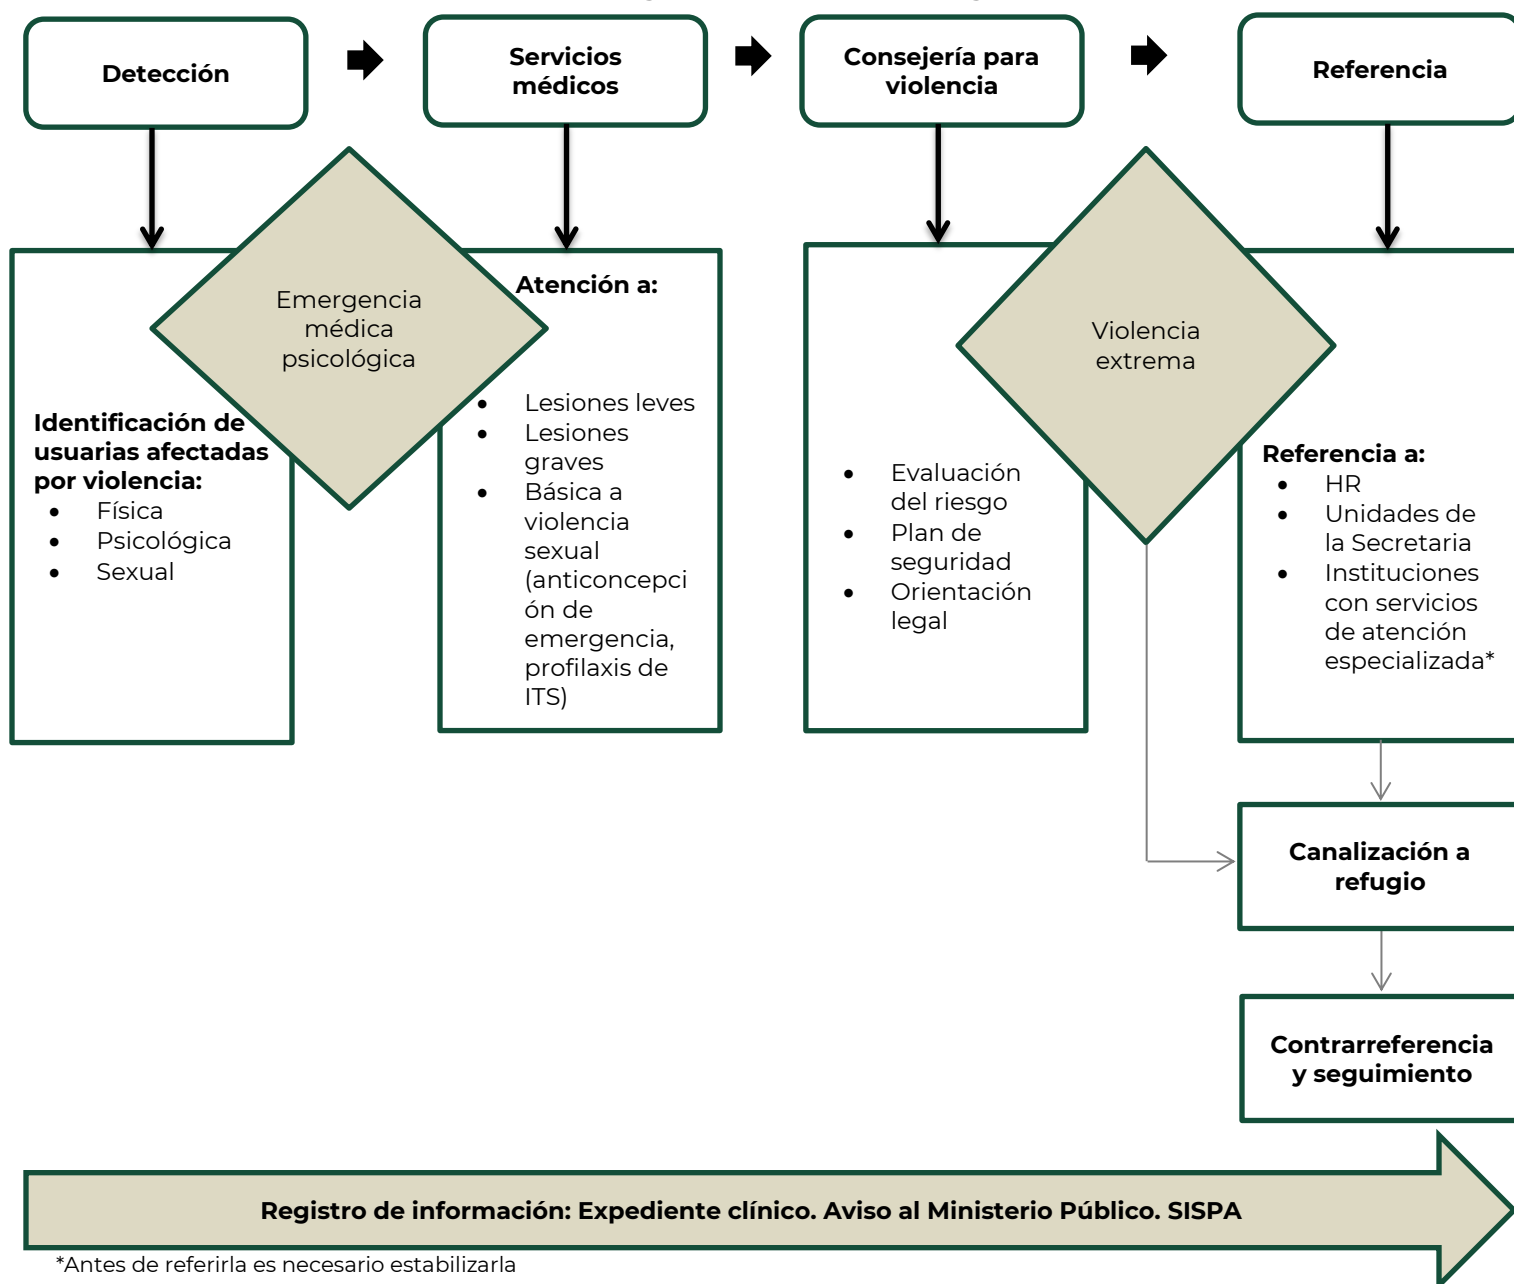 Detección
Servicios
médicos
Consejería para
violencia
Referencia
Emergencia
médica
psicológica
Identificación de
usuarias afectadas
por violencia:
• Física
• Psicológica
• Sexual
Atención a:
• Lesiones leves
• Lesiones
graves
• Básica a
violencia
sexual
(anticoncepci
ón de
emergencia,
profilaxis de
ITS)
Violencia
extrema
• Evaluación
del riesgo
• Plan de
seguridad
• Orientación
legal
Referencia a:
• HR
• Unidades de
la Secretaria
• Instituciones
con servicios
de atención
especializada*
Canalización a
refugio
Contrarreferencia
y seguimiento
Registro de información: Expediente clínico. Aviso al Ministerio Público. SISPA
*Antes de referirla es necesario estabilizarla